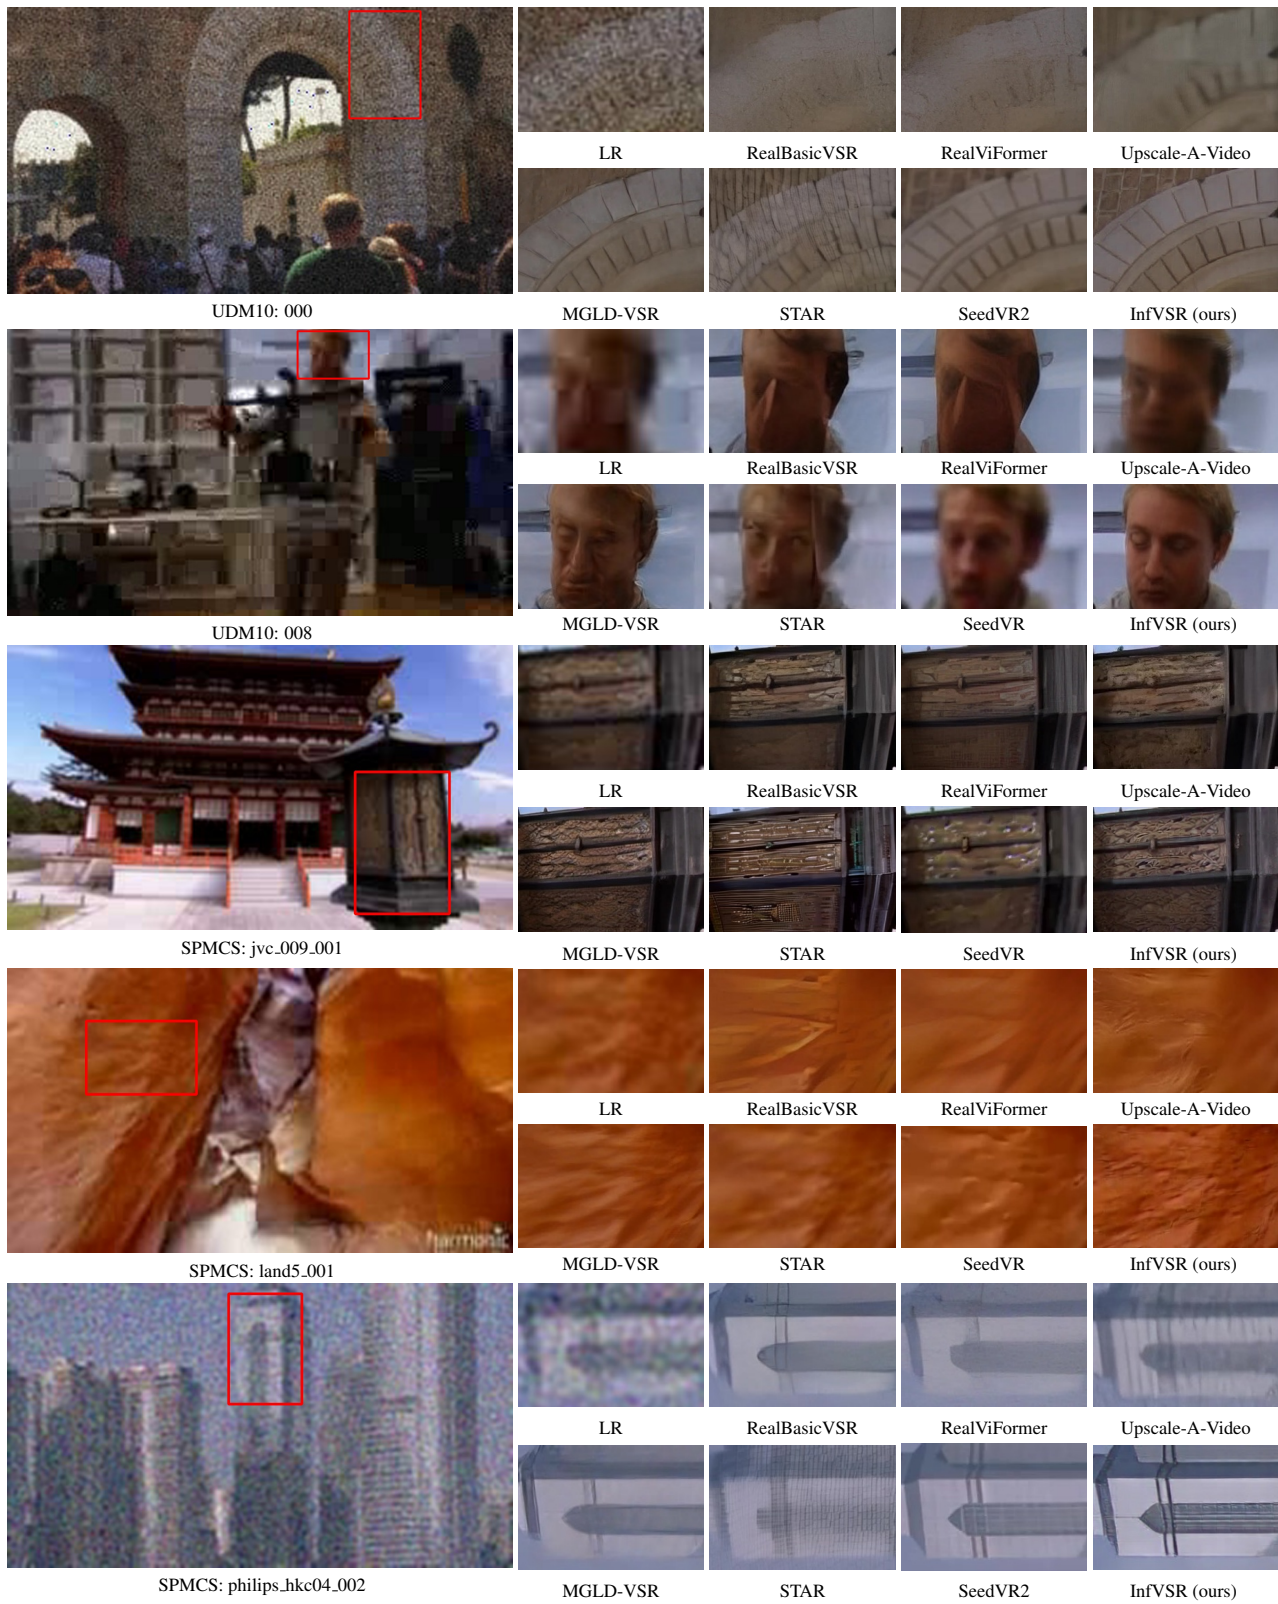 LR RealBasicVSR RealViFormer Upscale-A-Video
MGLD-VSR STAR SeedVR2 InfVSR (ours)
UDM10: 000
LR RealBasicVSR RealViFormer Upscale-A-Video
MGLD-VSR STAR SeedVR InfVSR (ours)
UDM10: 008
LR RealBasicVSR RealViFormer Upscale-A-Video
MGLD-VSR STAR SeedVR InfVSR (ours)
SPMCS: jvc_009_001
LR RealBasicVSR RealViFormer Upscale-A-Video
harmonic
MGLD-VSR STAR SeedVR InfVSR (ours)
SPMCS: land5_001
LR RealBasicVSR RealViFormer Upscale-A-Video
MGLD-VSR STAR SeedVR2 InfVSR (ours)
SPMCS: philips_hkc04_002